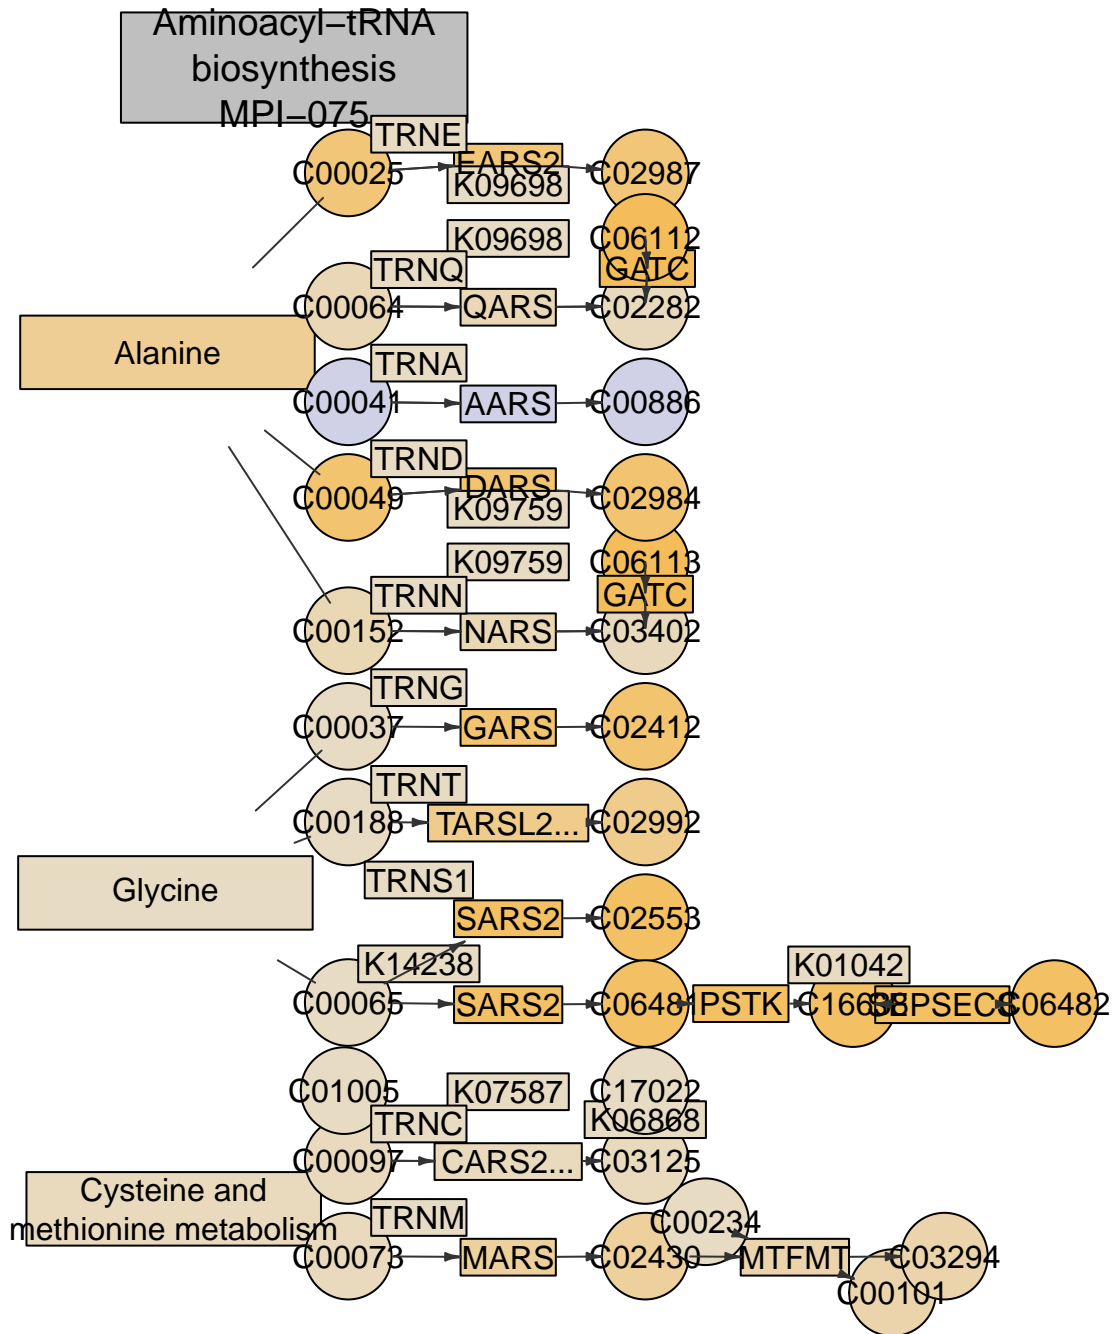 Aminoacyl−tRNA
biosynthesis
MPI−075
TRNE
C00025
EARS2
C02987
K09698
K09698
C06112
TRNQ
GATC
C00064
QARS
C02282
Alanine
TRNA
C00041
AARS
C00886
TRND
DARS
C00049
C02984
K09759
K09759
C06113
TRNN
GATC
C00152
NARS
C03402
TRNG
C00037
GARS
C02412
TRNT
C00188
TARSL2...
C02992
TRNS1
Glycine
SARS2
C02553
K14238
K01042
C00065
SARS2
C06481
PSTK
C16638
SEPSECS
C06482
C01005
K07587
C17022
TRNC
K06868
C00097
CARS2...
C03125
Cysteine and
methionine metabolism
TRNM
C00234
C00073
MARS
C02430
MTFMT
C03294
C00101